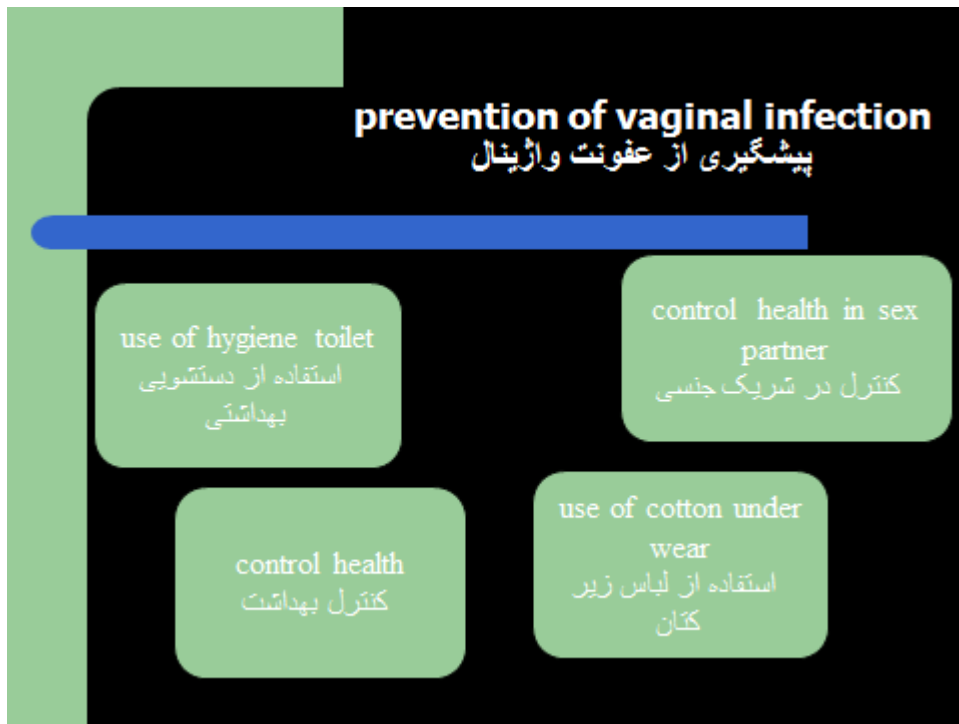 prevention of vaginal infection
پیشگیری از عفونت واژینال
use of hygiene toilet
استفاده از دستشویی
بهداشتی
control health in sex
partner
کنترل در شریک جنسی
control health
کنترل بهداشت
use of cotton under
wear
استفاده از لباس زیر
کتان